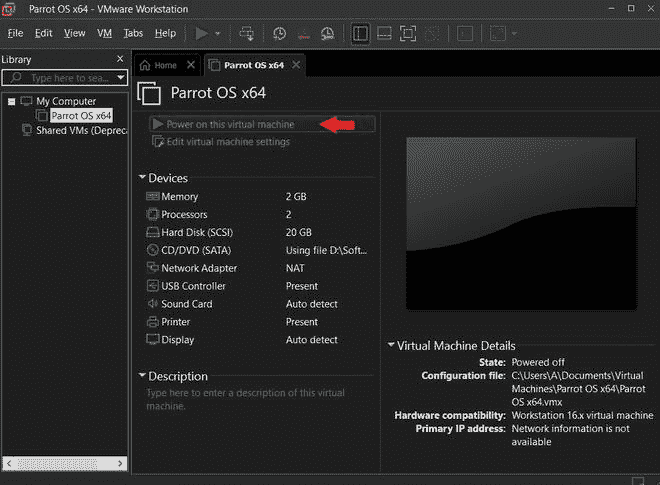 Parrot OS x64 - VMware Workstation
File Edit View VM Tabs Help
Library
Type here to sea...
My Computer
Parrot OS x64
Shared VMs (Depreca
Home
Parrot OS x64
Parrot OS x64
Power on this virtual machine
Edit virtual machine settings
Devices
Memory 2 GB
Processors 2
Hard Disk (SCSI) 20 GB
CD/DVD (SATA) Using file D:\Soft...
Network Adapter NAT
USB Controller Present
Sound Card Auto detect
Printer Present
Display Auto detect
Description
Type here to enter a description of this virtual
machine.
Virtual Machine Details
State: Powered off
Configuration file: C:\Users\A\Documents\Virtual
Machines\Parrot OS x64\Parrot
OS x64.vmx
Hardware compatibility: Workstation 16.x virtual machine
Primary IP address: Network information is not
available